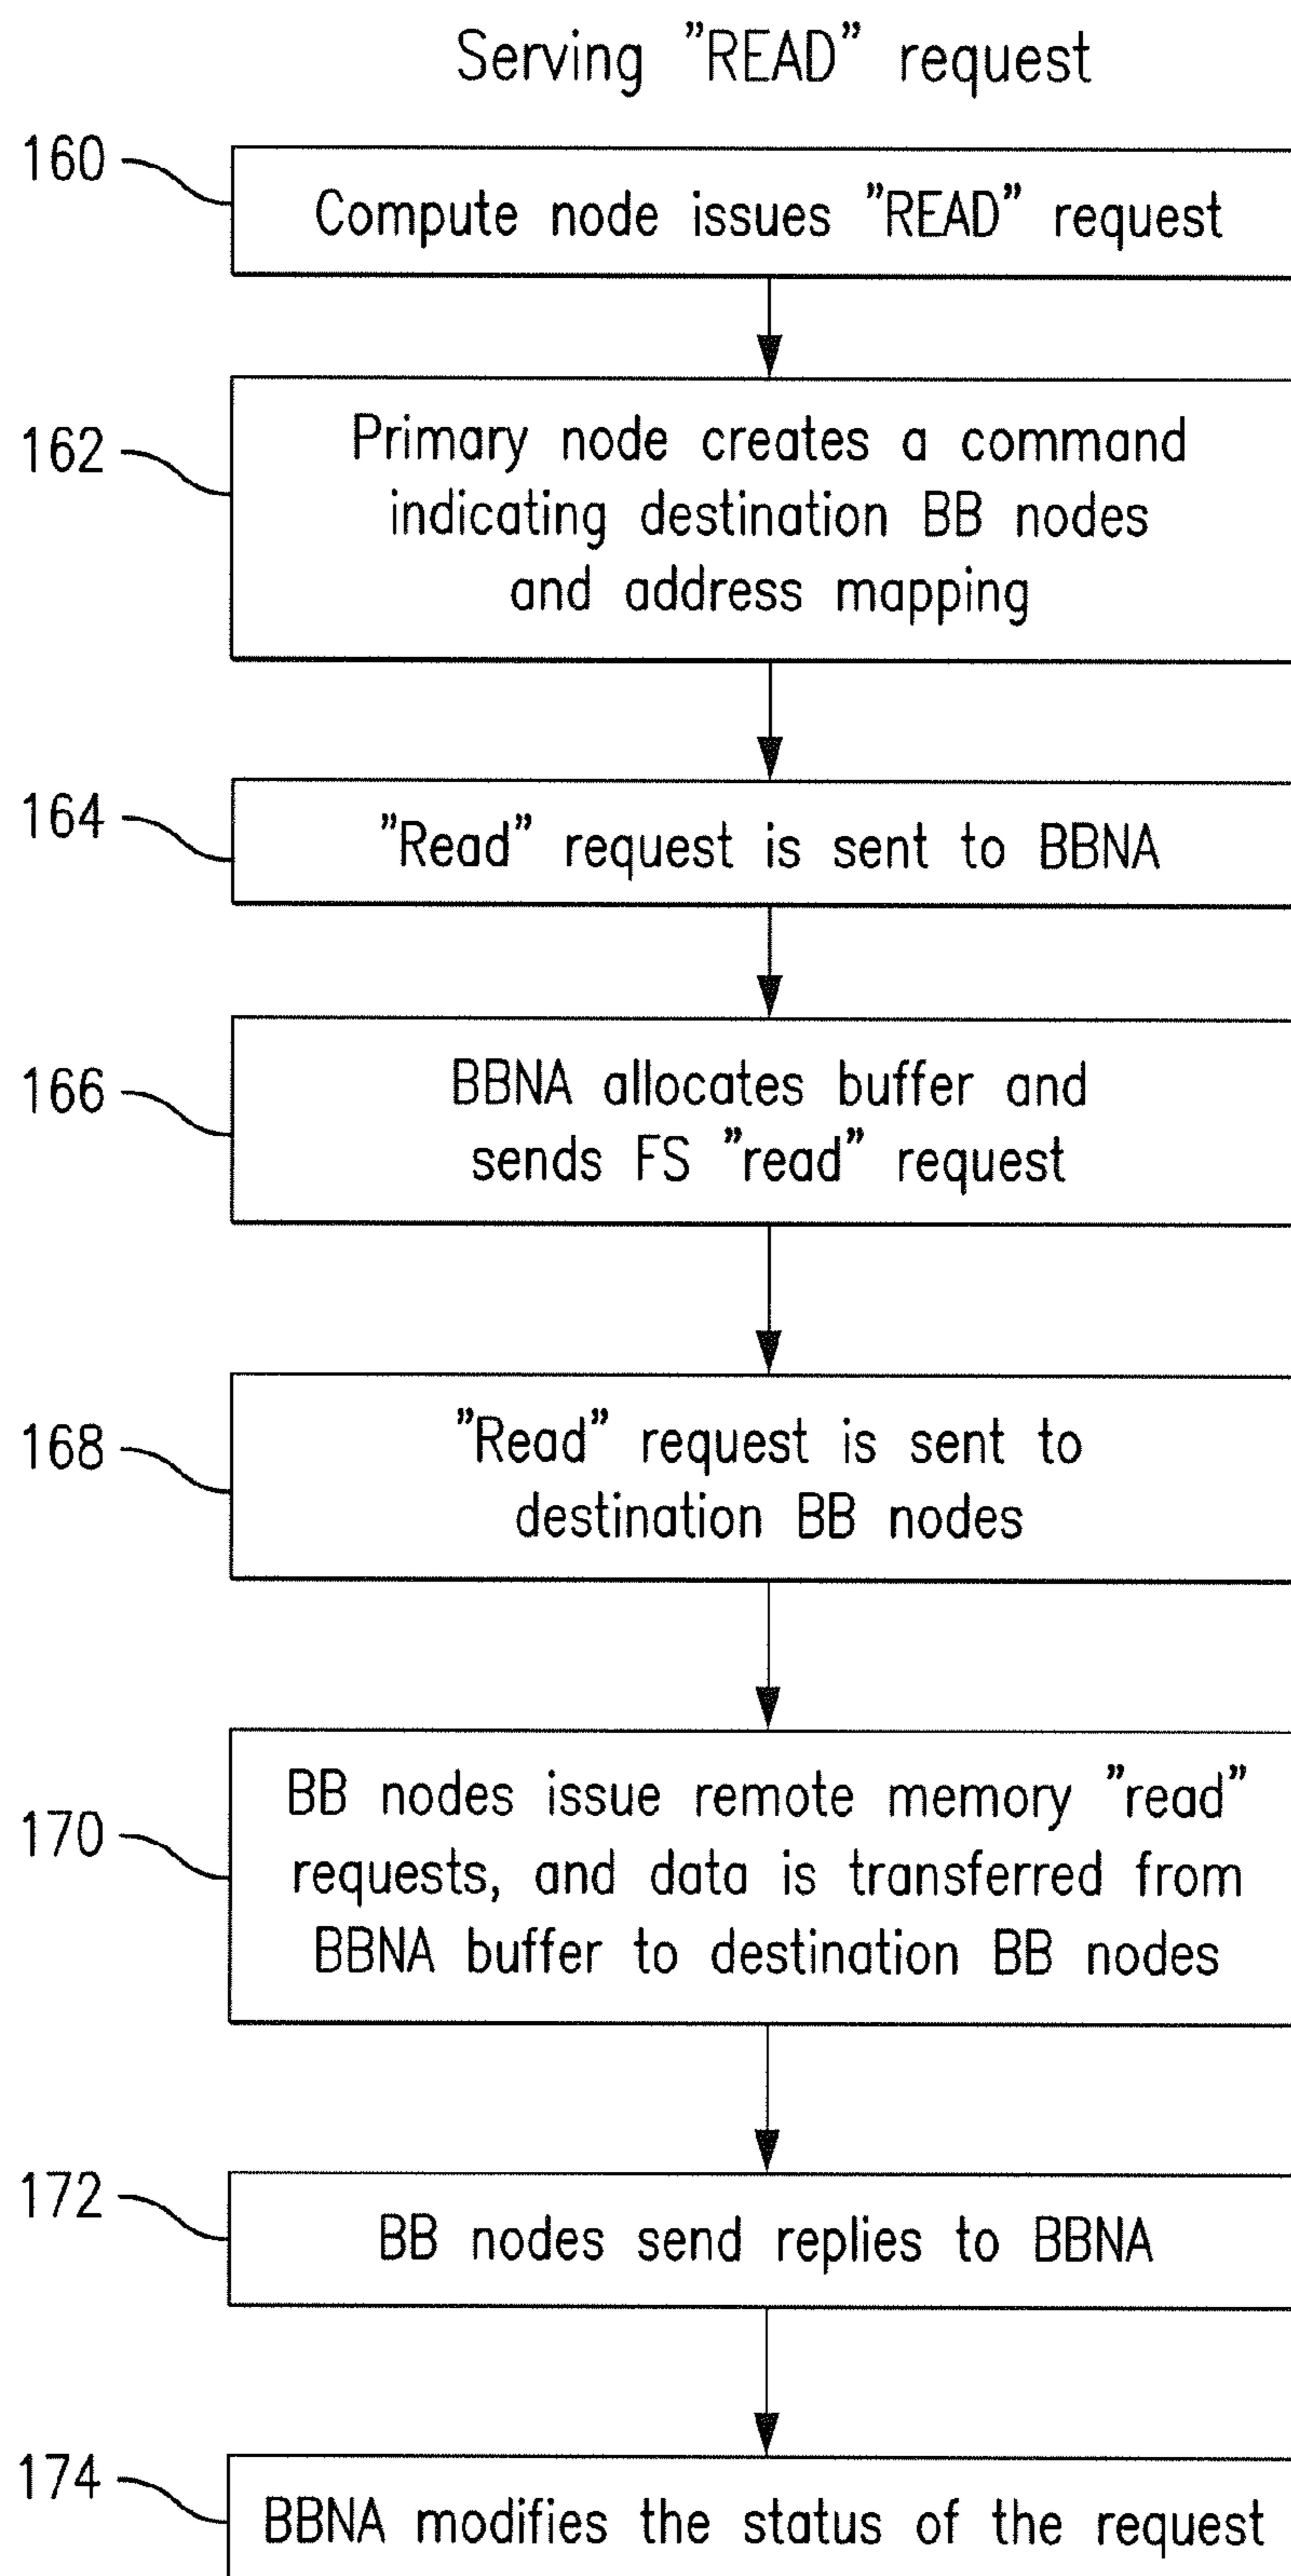 Serving "READ" request
160
Compute node issues "READ" request
162
Primary node creates a command
indicating destination BB nodes
and address mapping
164
"Read" request is sent to BBNA
166
BBNA allocates buffer and
sends FS "read" request
168
"Read" request is sent to
destination BB nodes
170
BB nodes issue remote memory "read"
requests, and data is transferred from
BBNA buffer to destination BB nodes
172
BB nodes send replies to BBNA
174
BBNA modifies the status of the request